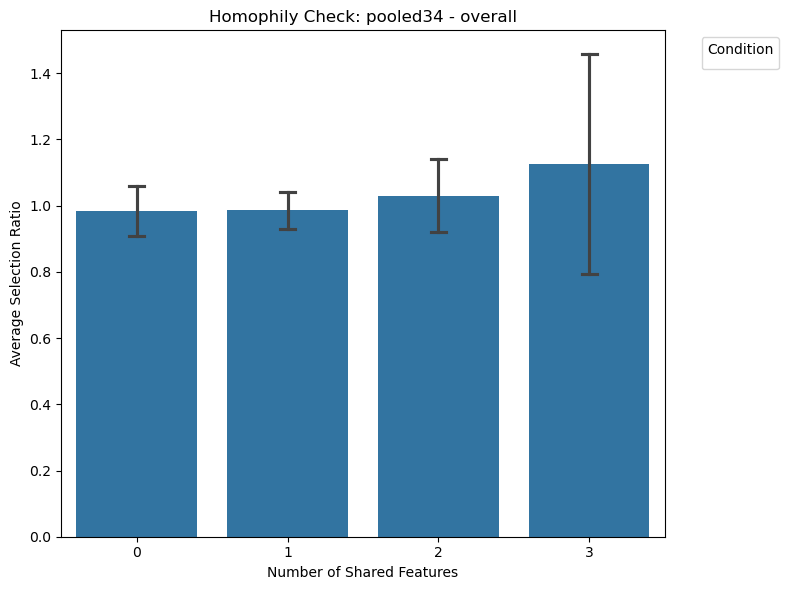 Homophily Check: pooled34 - overall
Condition
Average Selection Ratio
1.4
1.2
1.0
0.8
0.6
0.4
0.2
0.0
0 1 2 3
Number of Shared Features